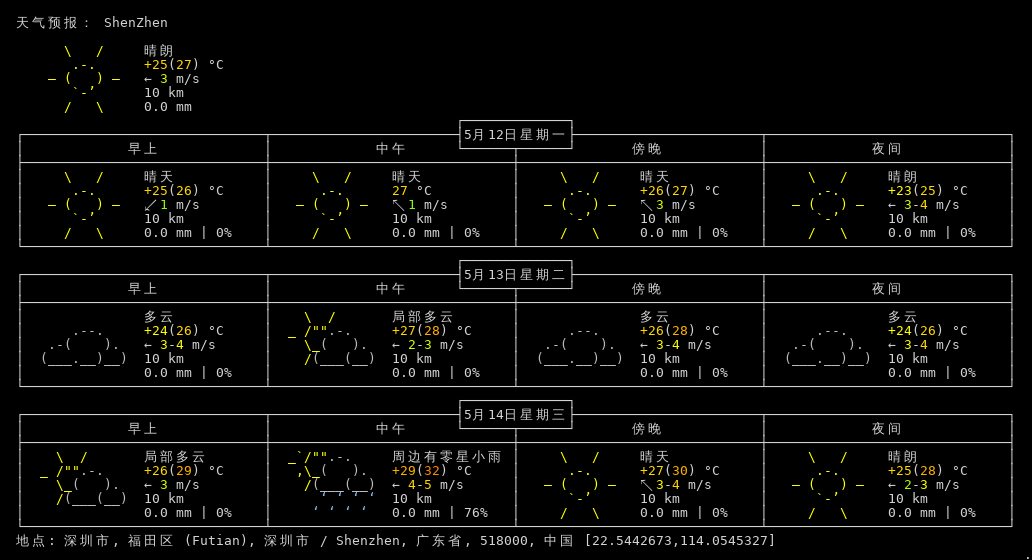 天气预报： ShenZhen
晴朗
+25(27) °C
← 3 m/s
10 km
0.0 mm
5月12日星期一
早上 中午 傍晚 夜间
晴天 晴天 晴天 晴朗
+25(26) °C 27 °C +26(27) °C +23(25) °C
↙ 1 m/s ↖ 1 m/s ↖ 3 m/s ← 3-4 m/s
10 km 10 km 10 km 10 km
0.0 mm | 0% 0.0 mm | 0% 0.0 mm | 0% 0.0 mm | 0%
5月13日星期二
早上 中午 傍晚 夜间
多云 局部多云 多云 多云
+24(26) °C +27(28) °C +26(28) °C +24(26) °C
← 3-4 m/s ← 2-3 m/s ← 3-4 m/s ← 3-4 m/s
10 km 10 km 10 km 10 km
0.0 mm | 0% 0.0 mm | 0% 0.0 mm | 0% 0.0 mm | 0%
5月14日星期三
早上 中午 傍晚 夜间
局部多云 周边有零星小雨 晴天 晴朗
+26(29) °C +29(32) °C +27(30) °C +25(28) °C
← 3 m/s ← 4-5 m/s ↖ 3-4 m/s ← 2-3 m/s
10 km 10 km 10 km 10 km
0.0 mm | 0% 0.0 mm | 76% 0.0 mm | 0% 0.0 mm | 0%
地点: 深圳市, 福田区 (Futian), 深圳市 / Shenzhen, 广东省, 518000, 中国 [22.5442673,114.0545327]